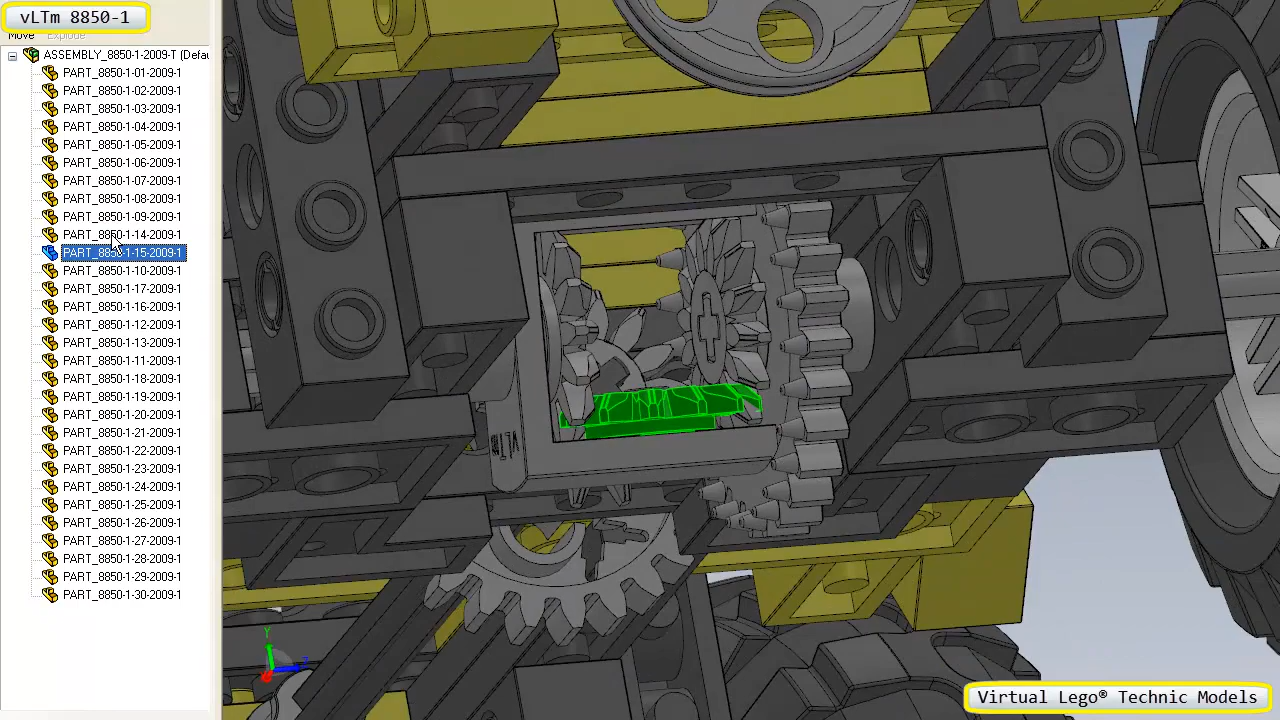 vLTm 8850-1
Move Explode
ASSEMBLY_8850-1-2009-T (Defau
PART_8850-1-01-2009-1
PART_8850-1-02-2009-1
PART_8850-1-03-2009-1
PART_8850-1-04-2009-1
PART_8850-1-05-2009-1
PART_8850-1-06-2009-1
PART_8850-1-07-2009-1
PART_8850-1-08-2009-1
PART_8850-1-09-2009-1
PART_8850-1-14-2009-1
PART_8850-1-15-2009-1
PART_8850-1-10-2009-1
PART_8850-1-17-2009-1
PART_8850-1-16-2009-1
PART_8850-1-12-2009-1
PART_8850-1-13-2009-1
PART_8850-1-11-2009-1
PART_8850-1-18-2009-1
PART_8850-1-19-2009-1
PART_8850-1-20-2009-1
PART_8850-1-21-2009-1
PART_8850-1-22-2009-1
PART_8850-1-23-2009-1
PART_8850-1-24-2009-1
PART_8850-1-25-2009-1
PART_8850-1-26-2009-1
PART_8850-1-27-2009-1
PART_8850-1-28-2009-1
PART_8850-1-29-2009-1
PART_8850-1-30-2009-1
Y
Virtual Lego® Technic Models